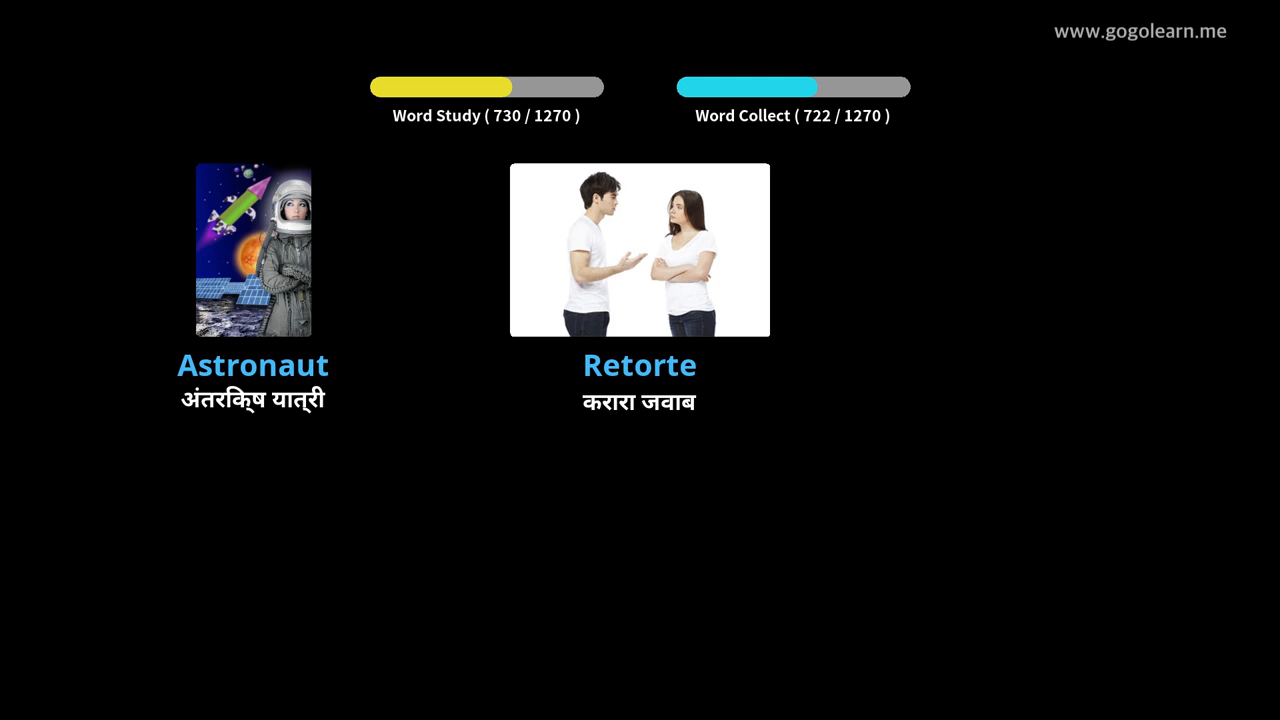 www.gogolearn.me
Word Study ( 730 / 1270 )
Word Collect ( 722 / 1270 )
Astronaut
अंतरिक्ष यात्री
Retorte
करारा जवाब